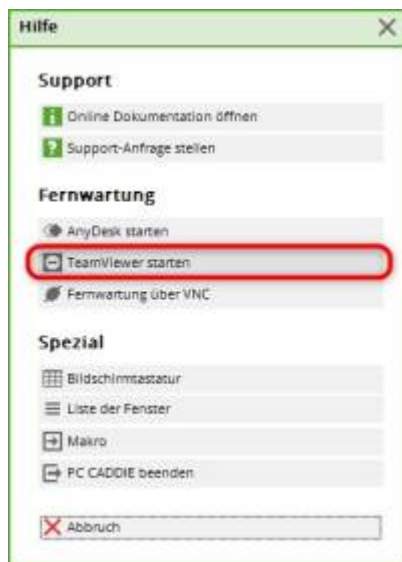 Hilfe
Support
Online Dokumentation öffnen
Support-Anfrage stellen
Fernwartung
AnyDesk starten
TeamViewer starten
Fernwartung über VNC
Spezial
Bildschirmtastatur
Liste der Fenster
Makro
PC CADDIE beenden
Abbruch